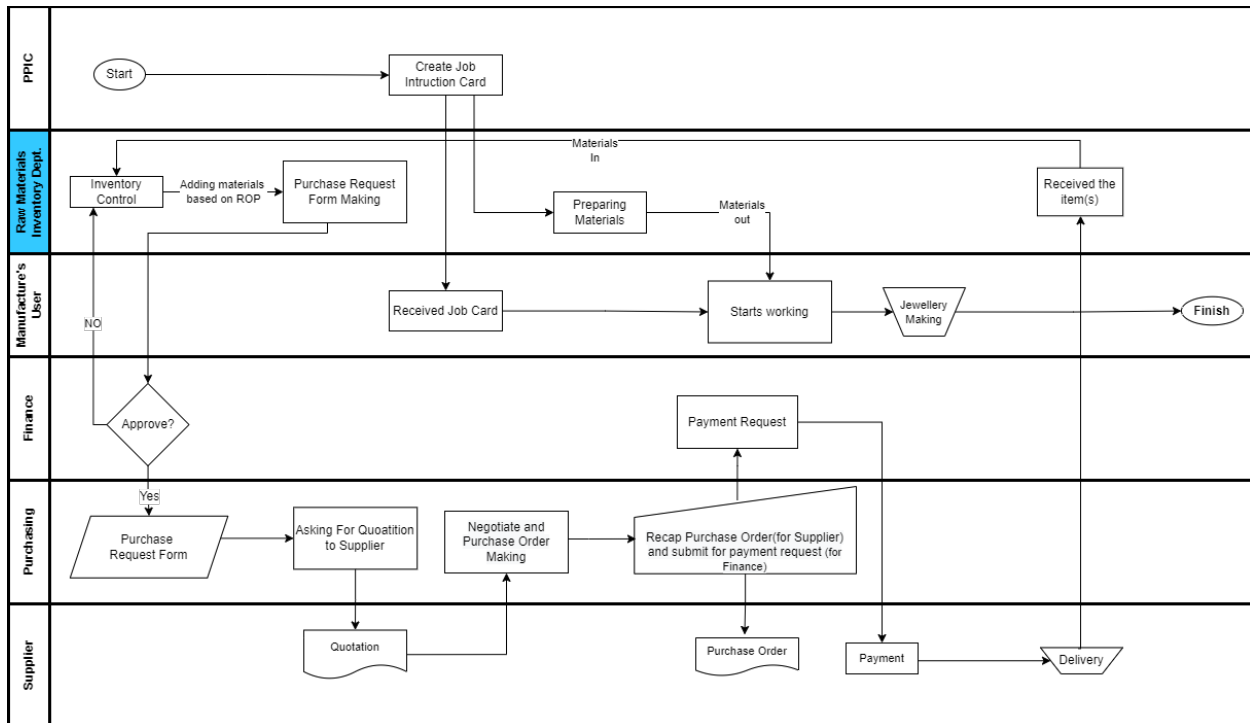 PPIC
Start
Create Job
Intruction Card
Raw Materials
Inventory Dept.
Materials
In
Inventory
Control
Adding materials
based on ROP
Purchase Request
Form Making
Preparing
Materials
Materials
out
Received the
item(s)
Manufacture's
User
NO
Received Job Card
Starts working
Jewellery
Making
Finish
Finance
Approve?
Payment Request
Purchasing
Yes
Purchase
Request Form
Asking For Quoatition
to Supplier
Negotiate and
Purchase Order
Making
Recap Purchase Order(for Supplier)
and submit for payment request (for
Finance)
Supplier
Quotation
Purchase Order
Payment
Delivery